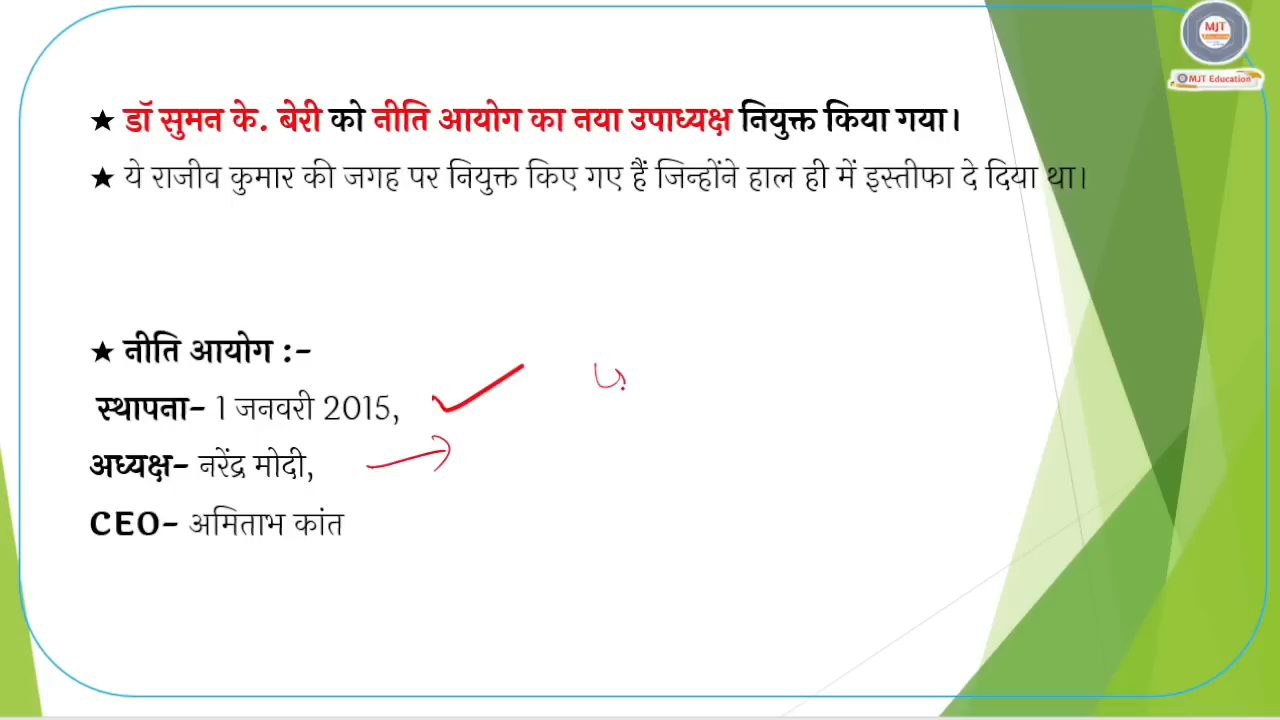 MJT
MJT Education
★ डॉ सुमन के. बेरी को नीति आयोग का नया उपाध्यक्ष नियुक्त किया गया।
★ ये राजीव कुमार की जगह पर नियुक्त किए गए हैं जिन्होंने हाल ही में इस्तीफा दे दिया था।
★ नीति आयोग :-
स्थापना- 1 जनवरी 2015,
अध्यक्ष- नरेंद्र मोदी,
CEO- अमिताभ कांत